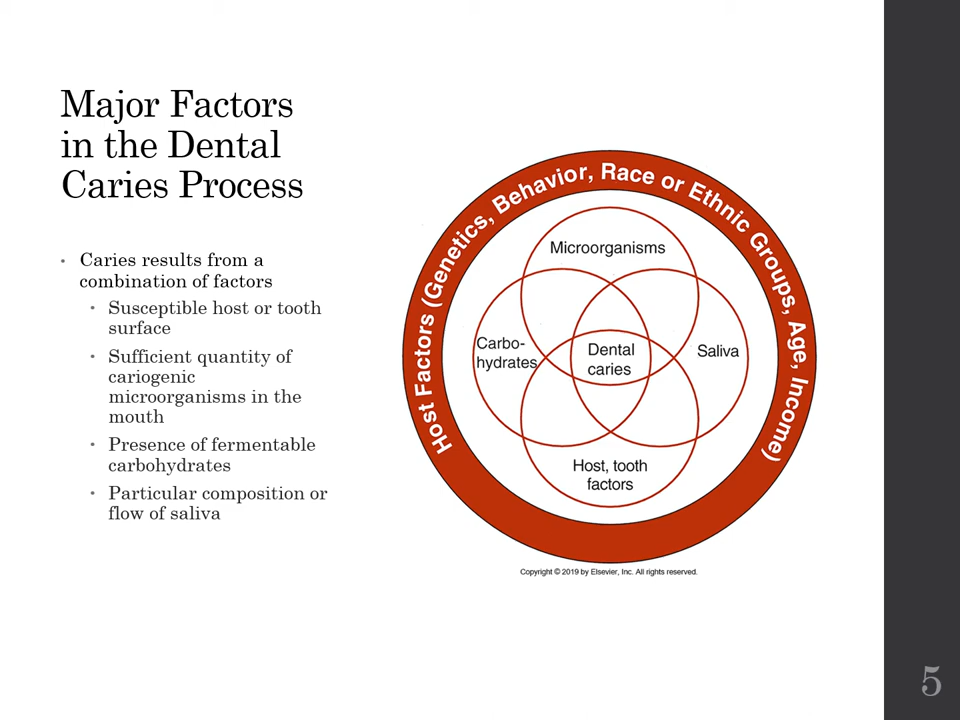 Major Factors
in the Dental
Caries Process
• Caries results from a
combination of factors
▪ Susceptible host or tooth
surface
▪ Sufficient quantity of
cariogenic
microorganisms in the
mouth
▪ Presence of fermentable
carbohydrates
▪ Particular composition or
flow of saliva
Host Factors (Genetics, Behavior, Race or Ethnic Groups, Age, Income)
Microorganisms
Carbo-
hydrates
Dental
caries
Saliva
Host, tooth
factors
Copyright © 2019 by Elsevier, Inc. All rights reserved.
5